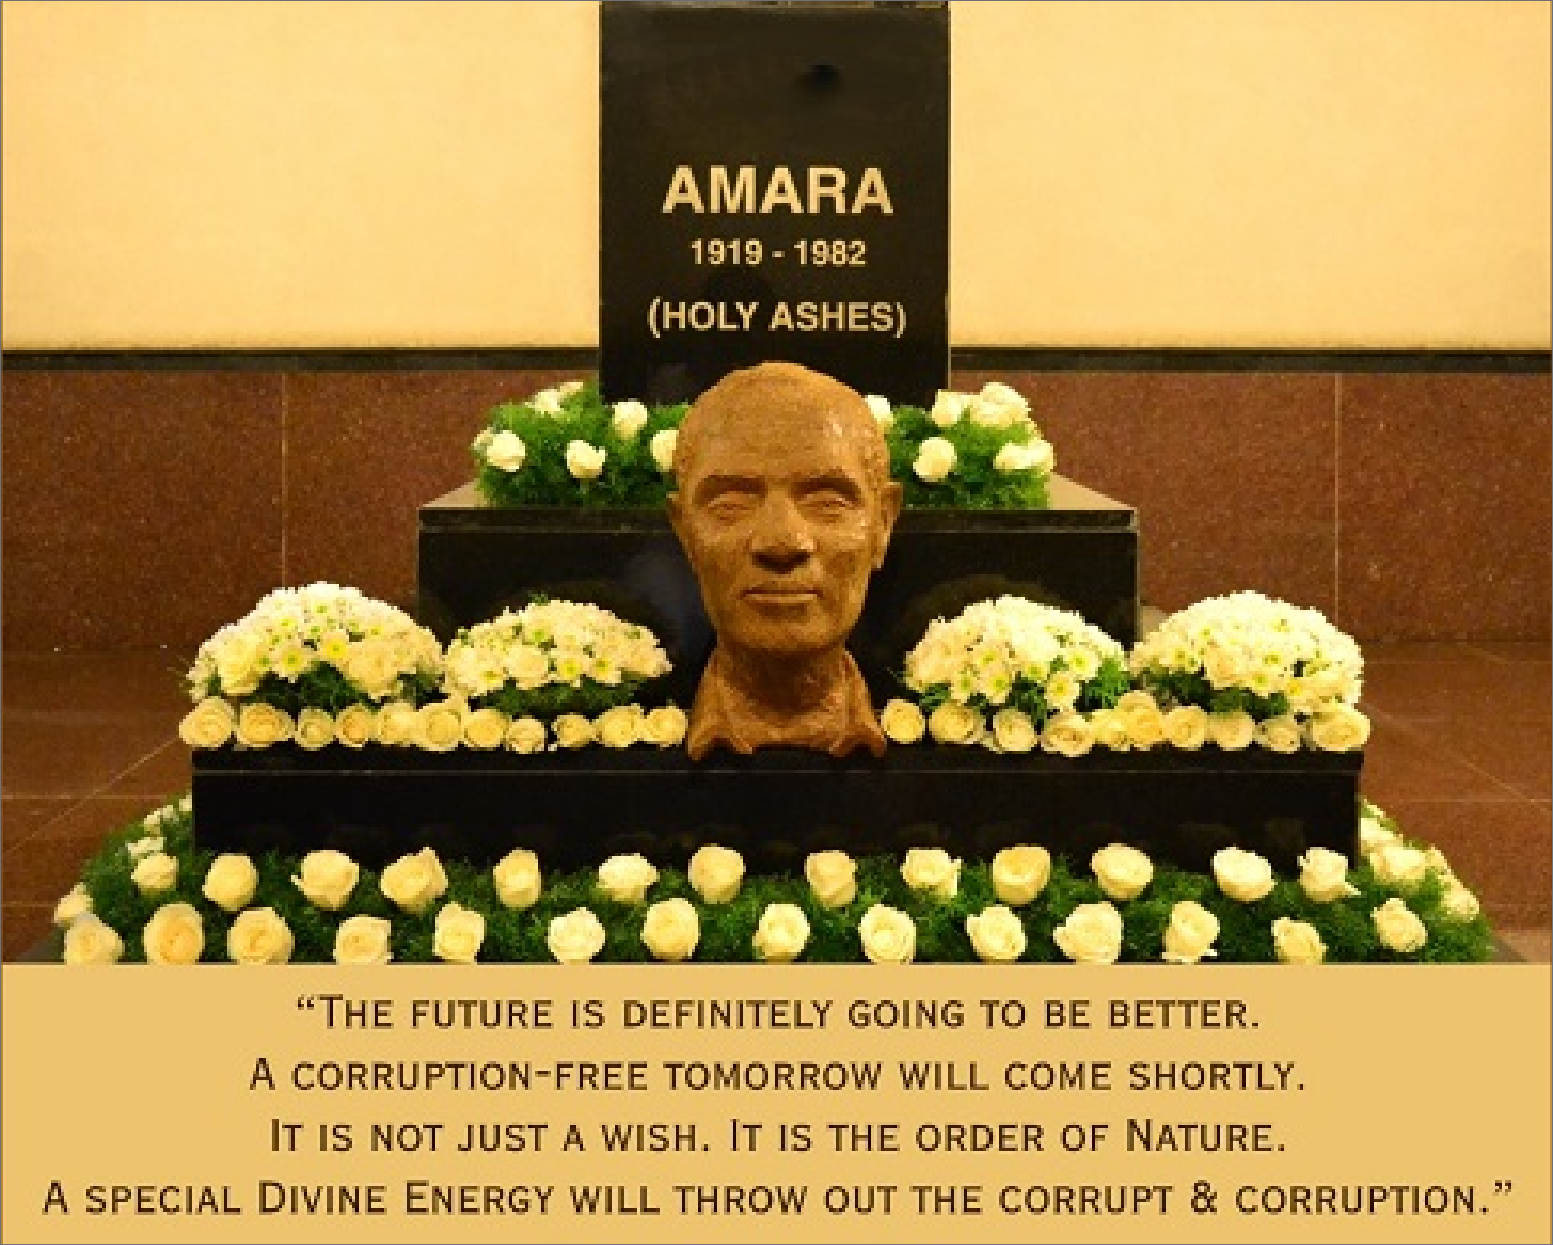 AMARA
1919 - 1982
(HOLY ASHES)
“The future is definitely going to be better.
A corruption-free tomorrow will come shortly.
It is not just a wish. It is the order of Nature.
A special Divine Energy will throw out the corrupt & corruption.”